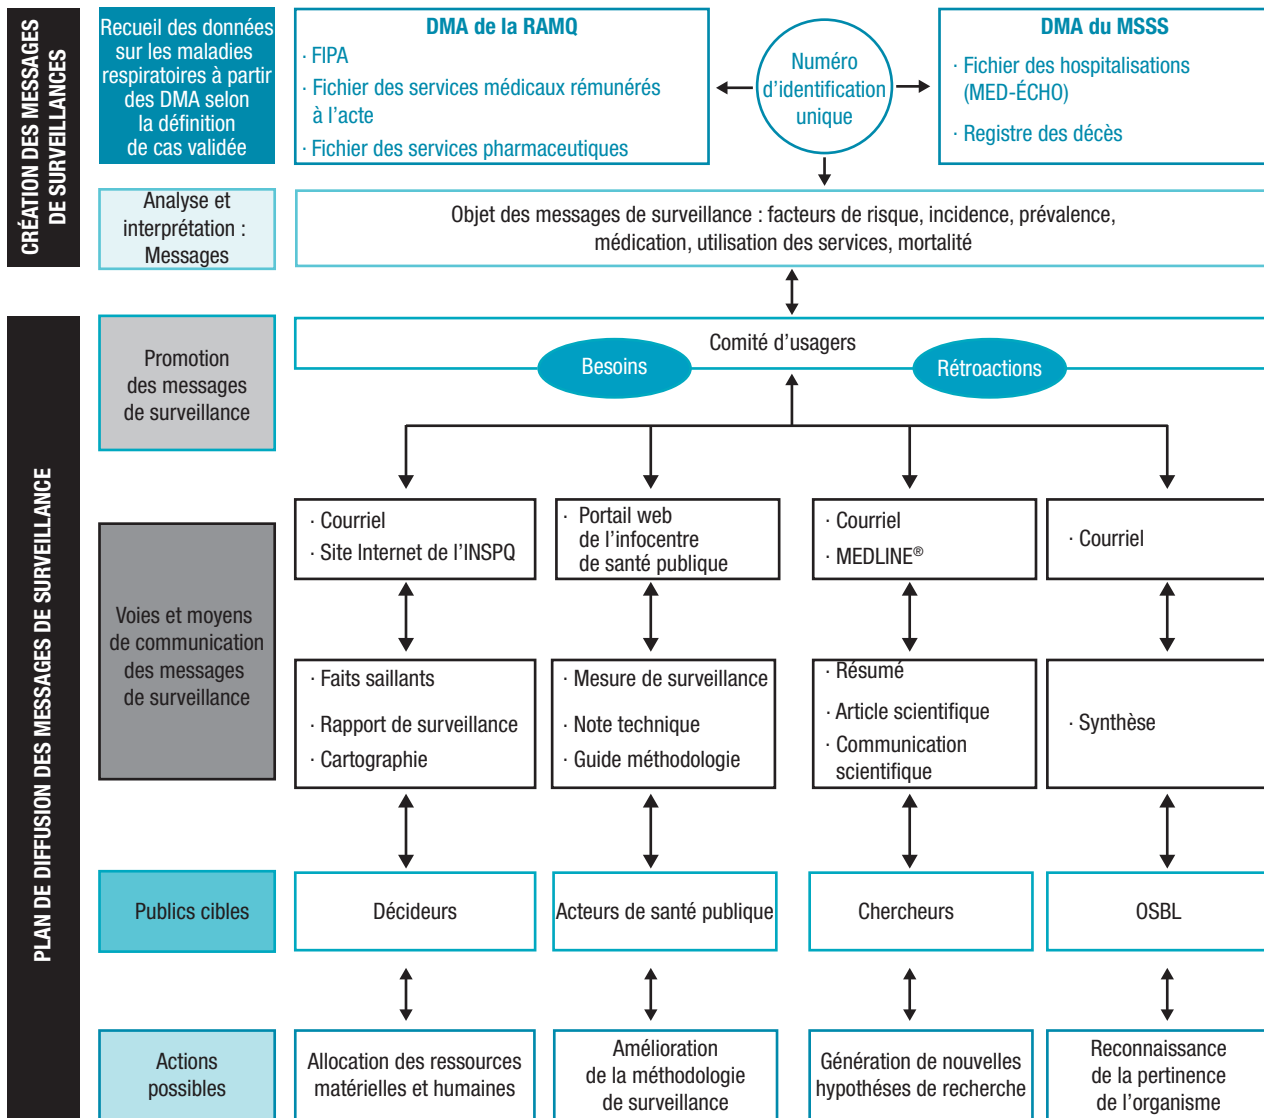 CRÉATION DES MESSAGES
DE SURVEILLANCES
Recueil des données
sur les maladies
respiratoires à partir
des DMA selon
la définition
de cas validée
DMA de la RAMQ
· FIPA
· Fichier des services médicaux rémunérés
à l’acte
· Fichier des services pharmaceutiques
Numéro
d’identification
unique
DMA du MSSS
· Fichier des hospitalisations
(MED-ÉCHO)
· Registre des décès
Analyse et
interprétation :
Messages
Objet des messages de surveillance : facteurs de risque, incidence, prévalence,
médication, utilisation des services, mortalité
PLAN DE DIFFUSION DES MESSAGES DE SURVEILLANCE
Promotion
des messages
de surveillance
Comité d’usagers
Besoins
Rétroactions
Voies et moyens
de communication
des messages
de surveillance
· Courriel
· Site Internet de l’INSPQ
· Portail web
de l’infocentre
de santé publique
· Courriel
· MEDLINE®
· Courriel
· Faits saillants
· Rapport de surveillance
· Cartographie
· Mesure de surveillance
· Note technique
· Guide méthodologie
· Résumé
· Article scientifique
· Communication
scientifique
· Synthèse
Publics cibles
Décideurs
Acteurs de santé publique
Chercheurs
OSBL
Actions
possibles
Allocation des ressources
matérielles et humaines
Amélioration
de la méthodologie
de surveillance
Génération de nouvelles
hypothéses de recherche
Reconnaissance
de la pertinence
de l’organisme